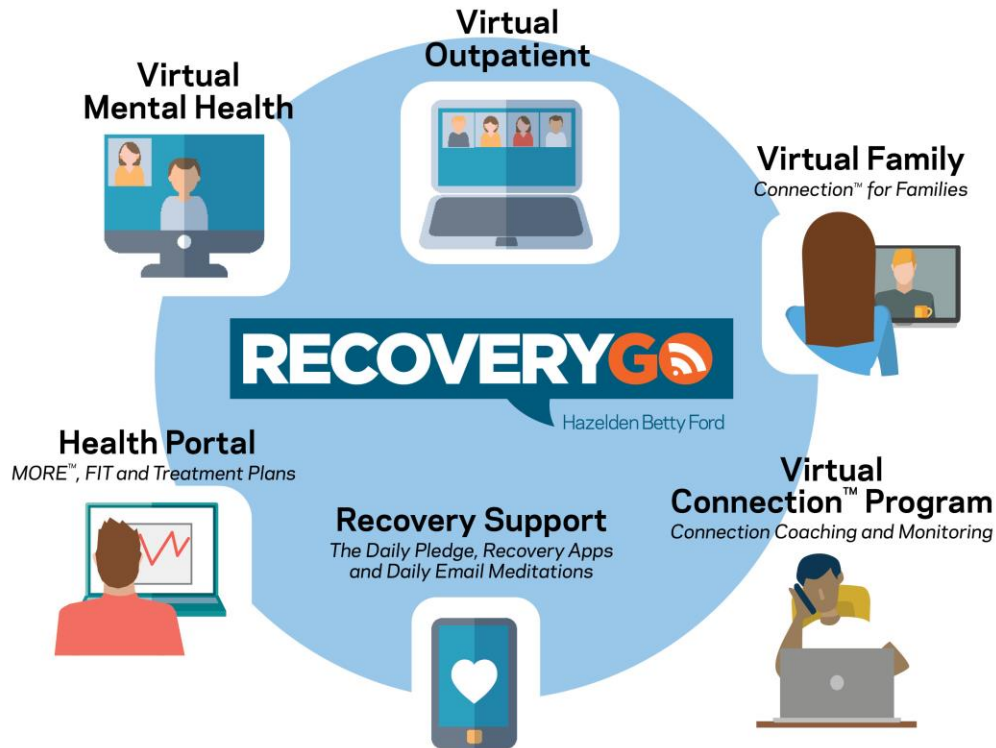 Virtual
Outpatient
Virtual
Mental Health
Virtual Family
Connection™ for Families
RECOVERYGO
Hazelden Betty Ford
Health Portal
MORE™, FIT and Treatment Plans
Virtual
Connection™ Program
Connection Coaching and Monitoring
Recovery Support
The Daily Pledge, Recovery Apps
and Daily Email Meditations